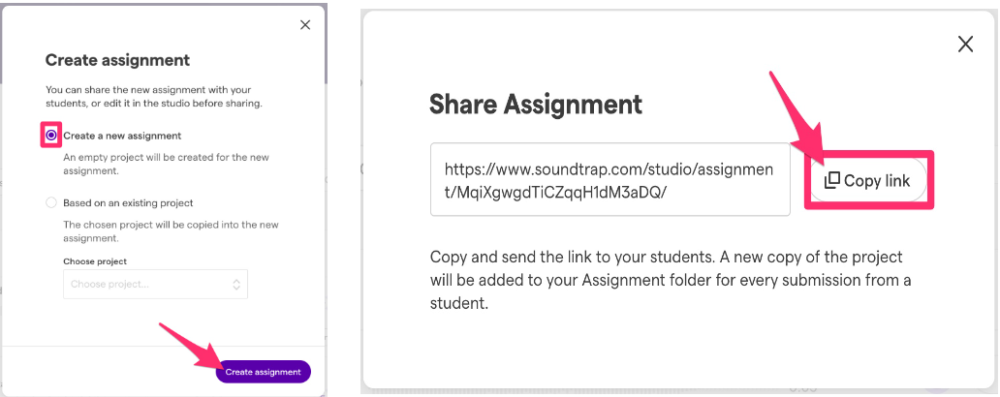 Create assignment
You can share the new assignment with your
students, or edit it in the studio before sharing.
Create a new assignment
An empty project will be created for the new
assignment.
Based on an existing project
The chosen project will be copied into the new
assignment.
Choose project
Choose project...
Create assignment
Share Assignment
https://www.soundtrap.com/studio/assignmen
t/MqiXgwgdTiCZqqH1dM3aDQ/
Copy link
Copy and send the link to your students. A new copy of the project
will be added to your Assignment folder for every submission from a
student.